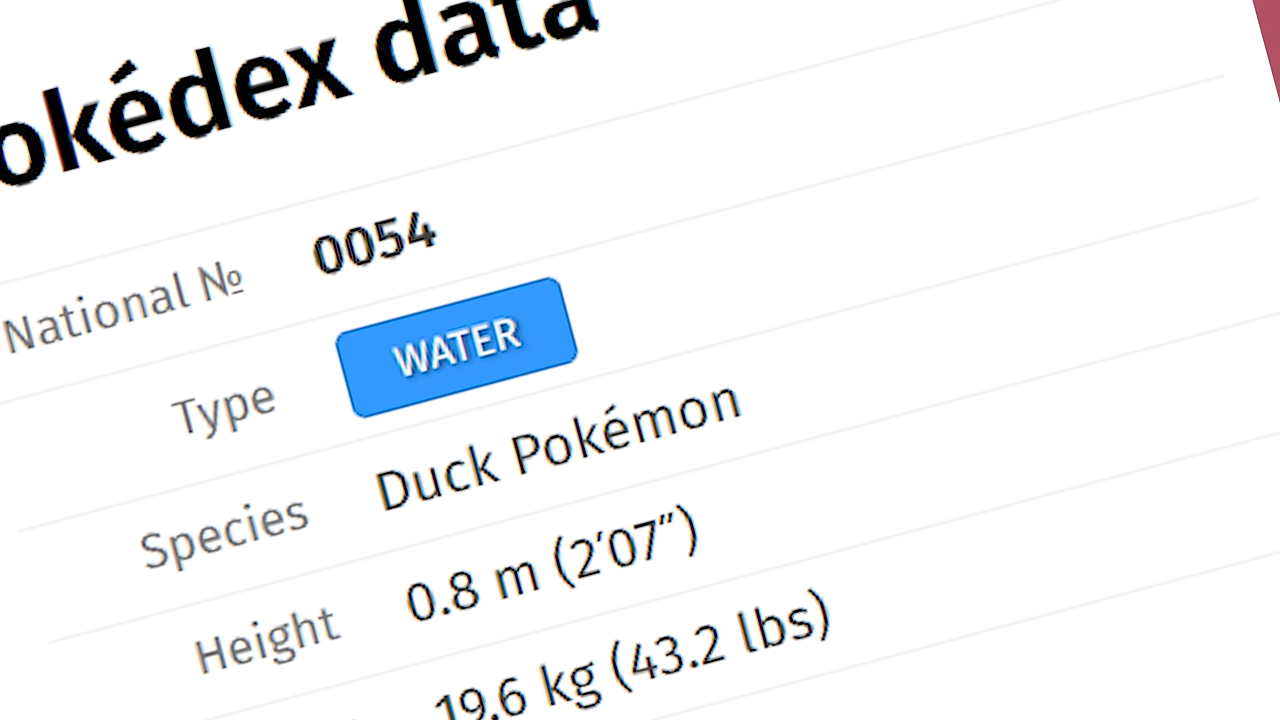 okédex data
National № 0054
Type WATER
Species Duck Pokémon
Height 0.8 m (2′07″)
19.6 kg (43.2 lbs)